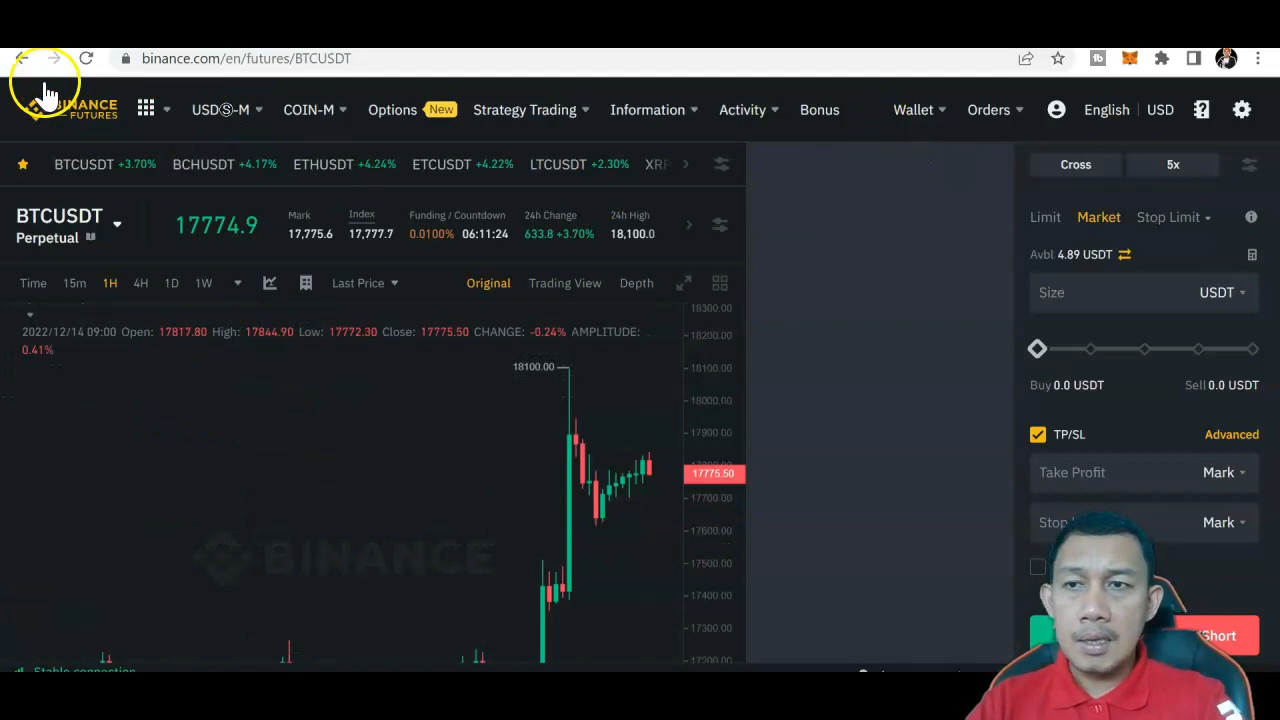 binance.com/en/futures/BTCUSDT
BINANCE
FUTURES
USDⓈ-M
COIN-M
Options New
Strategy Trading
Information
Activity
Bonus
Wallet
Orders
English | USD
BTCUSDT +3.70% BCHUSDT +4.17% ETHUSDT +4.24% ETCUSDT +4.22% LTCUSDT +2.30%
Cross 5x
BTCUSDT
Perpetual
17774.9
Mark
17,775.6
Index
17,777.7
Funding / Countdown
0.0100% 06:11:24
24h Change
633.8 +3.70%
24h High
18,100.0
Limit Market Stop Limit
Avbl 4.89 USDT
Size USDT
Time 15m 1H 4H 1D 1W Last Price Original Trading View Depth
2022/12/14 09:00 Open: 17817.80 High: 17844.90 Low: 17772.30 Close: 17775.50 CHANGE: -0.24% AMPLITUDE:
0.41%
18300.00
18200.00
18100.00
18100.00
18000.00
17900.00
17775.50
17700.00
17600.00
17500.00
17400.00
17300.00
17200.00
BINANCE
Buy 0.0 USDT Sell 0.0 USDT
TP/SL Advanced
Take Profit Mark
Stop Mark
Short
Stable connection